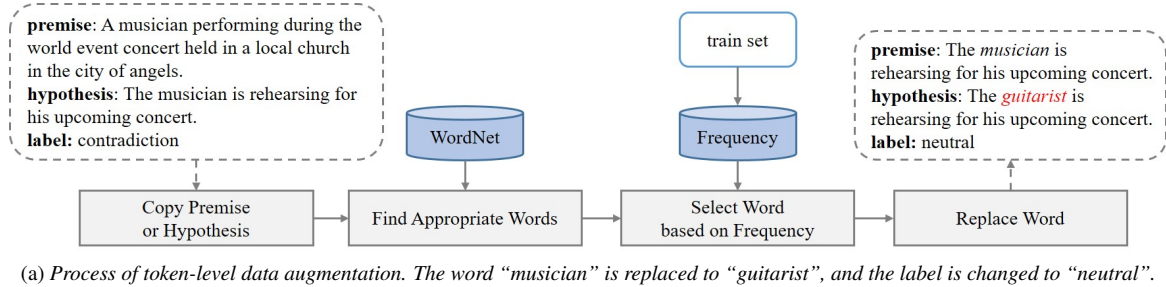 premise: A musician performing during the
world event concert held in a local church
in the city of angels.
hypothesis: The musician is rehearsing for
his upcoming concert.
label: contradiction
WordNet
train set
Frequency
premise: The musician is
rehearsing for his upcoming concert.
hypothesis: The guitarist is
rehearsing for his upcoming concert.
label: neutral
Copy Premise
or Hypothesis
Find Appropriate Words
Select Word
based on Frequency
Replace Word
(a) Process of token-level data augmentation. The word “musician” is replaced to “guitarist”, and the label is changed to “neutral”.